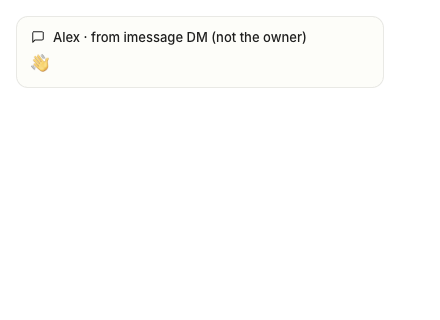 Alex · from imessage DM (not the owner)
👋